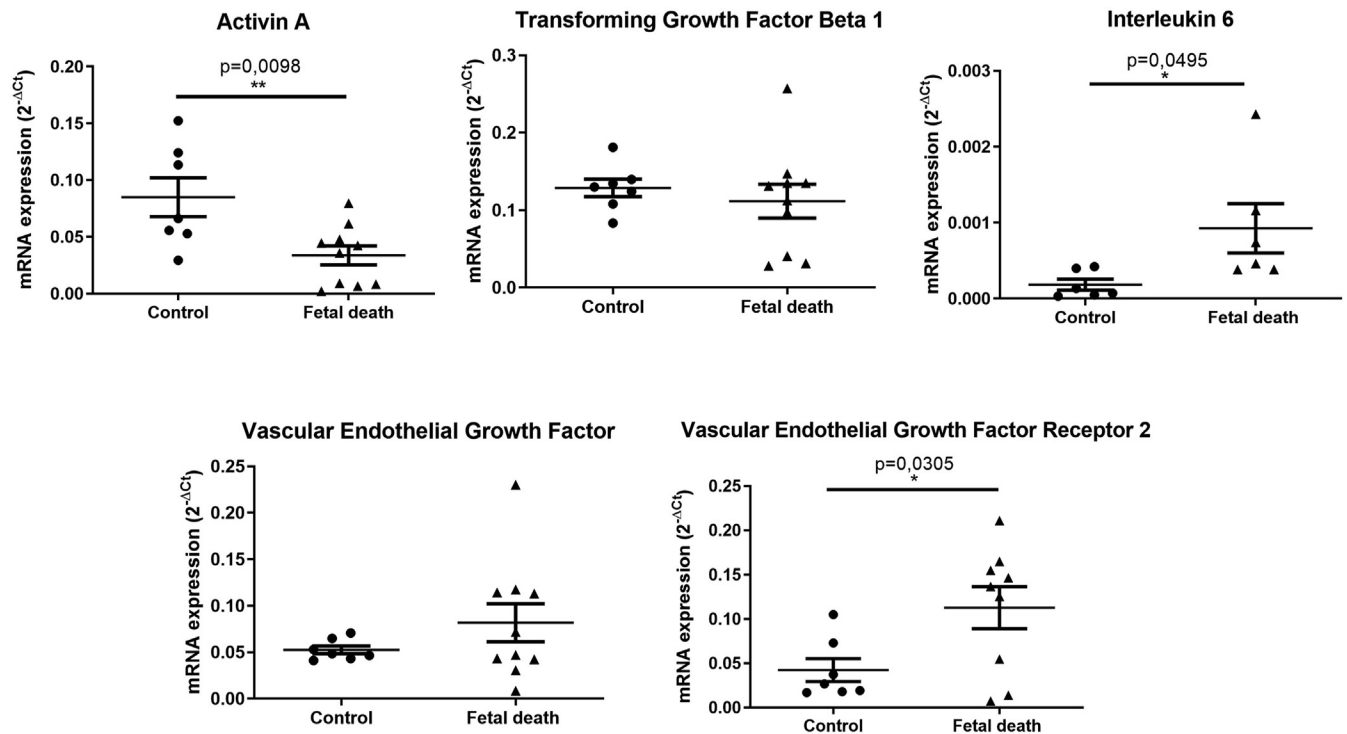 Activin A
p=0,0098
**
mRNA expression (2-ΔCt)
0.20
0.15
0.10
0.05
0.00
Control
Fetal death
Transforming Growth Factor Beta 1
mRNA expression (2-ΔCt)
0.3
0.2
0.1
0.0
Control
Fetal death
Interleukin 6
p=0,0495
*
mRNA expression (2-ΔCt)
0.003
0.002
0.001
0.000
Control
Fetal death
Vascular Endothelial Growth Factor
mRNA expression (2-ΔCt)
0.25
0.20
0.15
0.10
0.05
0.00
Control
Fetal death
Vascular Endothelial Growth Factor Receptor 2
p=0,0305
*
mRNA expression (2-ΔCt)
0.25
0.20
0.15
0.10
0.05
0.00
Control
Fetal death